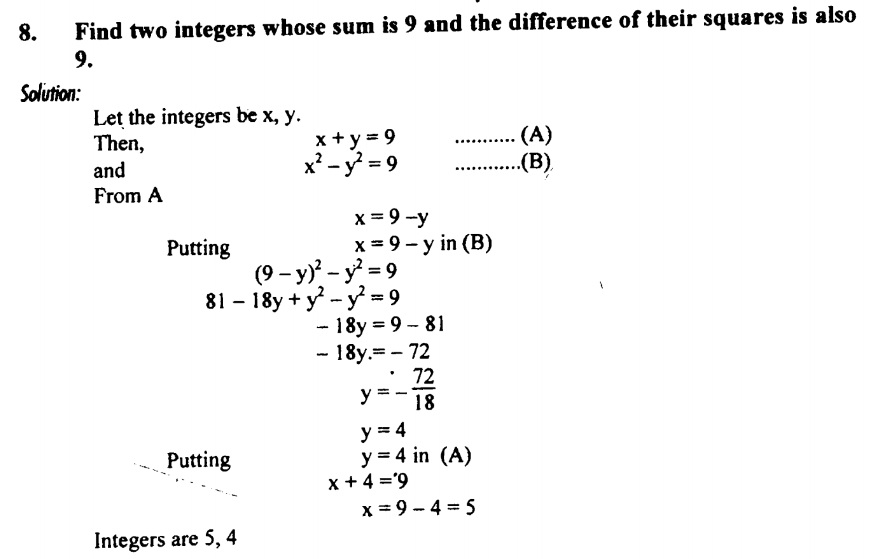 8. Find two integers whose sum is 9 and the difference of their squares is also
9.
Solution:
Let the integers be x, y.
Then, x + y = 9 ........... (A)
and x² – y² = 9 ............(B)
From A
x = 9 –y
Putting x = 9 – y in (B)
(9 – y)² – y² = 9
81 – 18y + y² – y² = 9
– 18y = 9 – 81
– 18y.= – 72
y = – 72/18
y = 4
Putting y = 4 in (A)
x + 4 = 9
x = 9 – 4 = 5
Integers are 5, 4